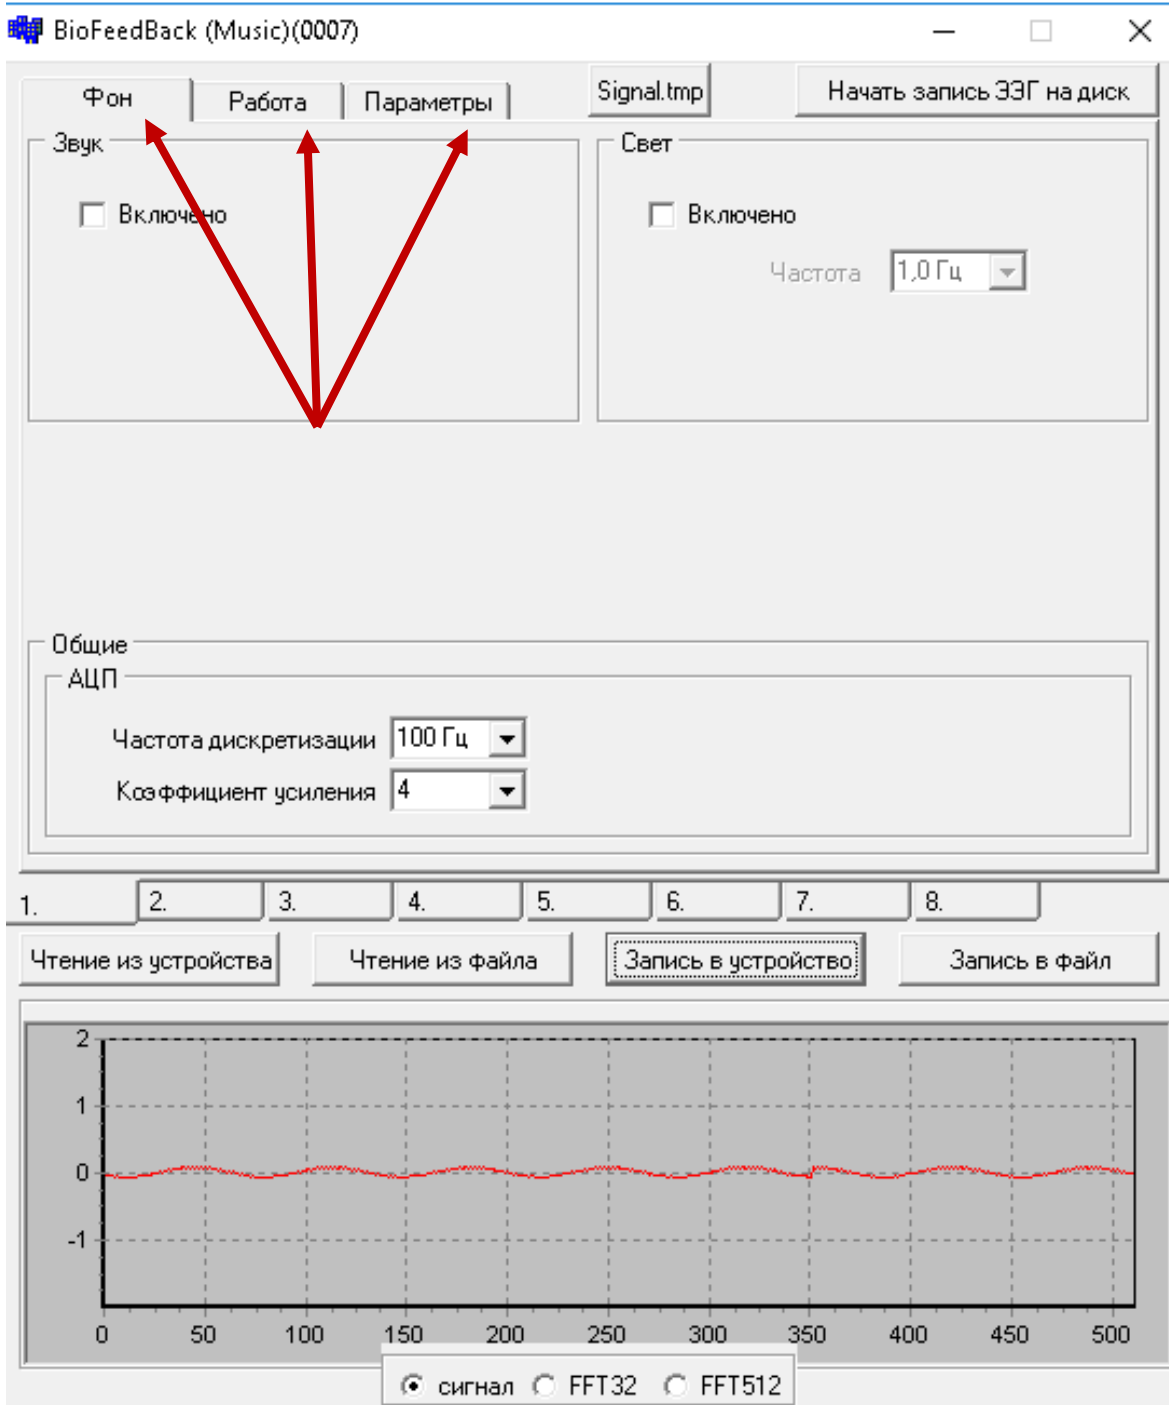 BioFeedBack (Music)(0007)
Фон Работа Параметры Signal.tmp Начать запись ЭЭГ на диск
Звук Свет
Включено Включено
Частота 1,0 Гц
Общие
АЦП
Частота дискретизации 100 Гц
Коэффициент усиления 4
1. 2. 3. 4. 5. 6. 7. 8.
Чтение из устройства Чтение из файла Запись в устройство Запись в файл
2
1
0
-1
0 50 100 150 200 250 300 350 400 450 500
сигнал FFT32 FFT512